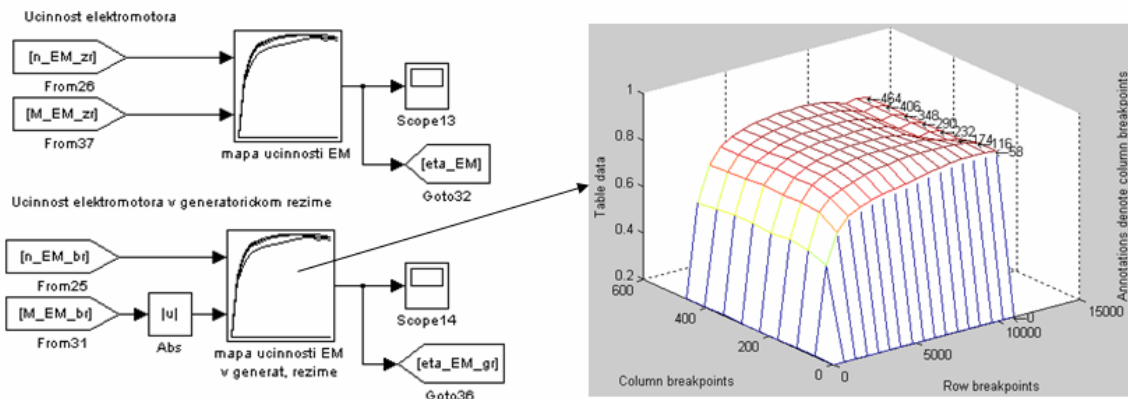 Ucinnost elektromotora
[n_EM_zr]
From26
[M_EM_zr]
From37
mapa ucinnosti EM
Scope13
[eta_EM]
Goto32
Ucinnost elektromotora v generatorickom rezime
[n_EM_br]
From25
[M_EM_br]
From31
|u|
Abs
mapa ucinnosti EM
v generat, rezime
Scope14
[eta_EM_gr]
Goto36
1
0.8
0.6
0.4
0.2
Table data
600
400
200
0
Column breakpoints
0
5000
10000
15000
Row breakpoints
←464
←406
←348
←290
←232
←174
←116
←58
←0
Annotations denote column breakpoints